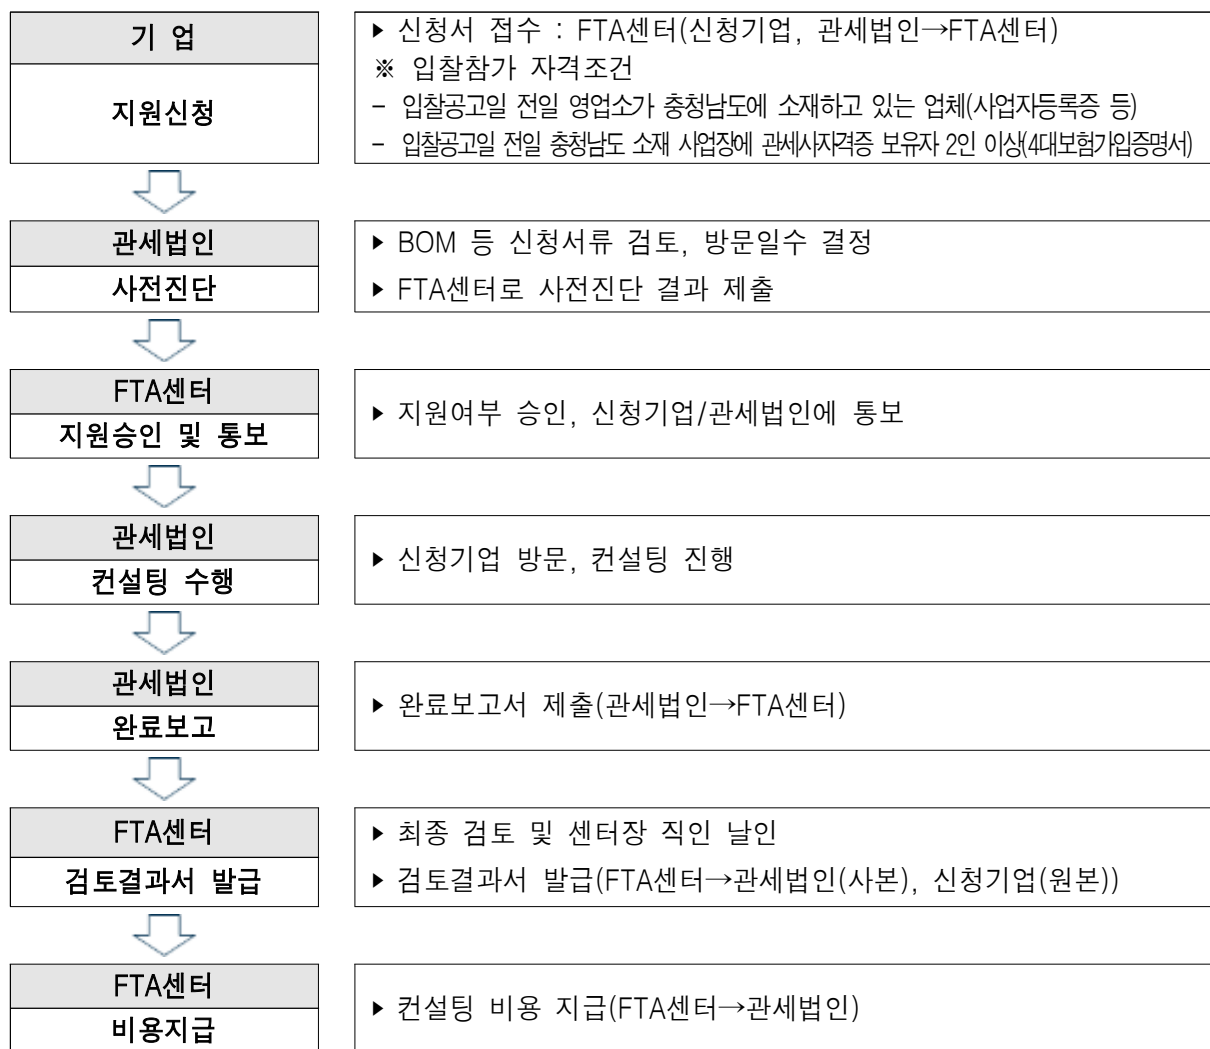 기 업
지원신청
▶ 신청서 접수 : FTA센터(신청기업, 관세법인→FTA센터)
※ 입찰참가 자격조건
- 입찰공고일 전일 영업소가 충청남도에 소재하고 있는 업체(사업자등록증 등)
- 입찰공고일 전일 충청남도 소재 사업장에 관세사자격증 보유자 2인 이상(4대보험가입증명서)
관세법인
사전진단
▶ BOM 등 신청서류 검토, 방문일수 결정
▶ FTA센터로 사전진단 결과 제출
FTA센터
지원승인 및 통보
▶ 지원여부 승인, 신청기업/관세법인에 통보
관세법인
컨설팅 수행
▶ 신청기업 방문, 컨설팅 진행
관세법인
완료보고
▶ 완료보고서 제출(관세법인→FTA센터)
FTA센터
검토결과서 발급
▶ 최종 검토 및 센터장 직인 날인
▶ 검토결과서 발급(FTA센터→관세법인(사본), 신청기업(원본))
FTA센터
비용지급
▶ 컨설팅 비용 지급(FTA센터→관세법인)